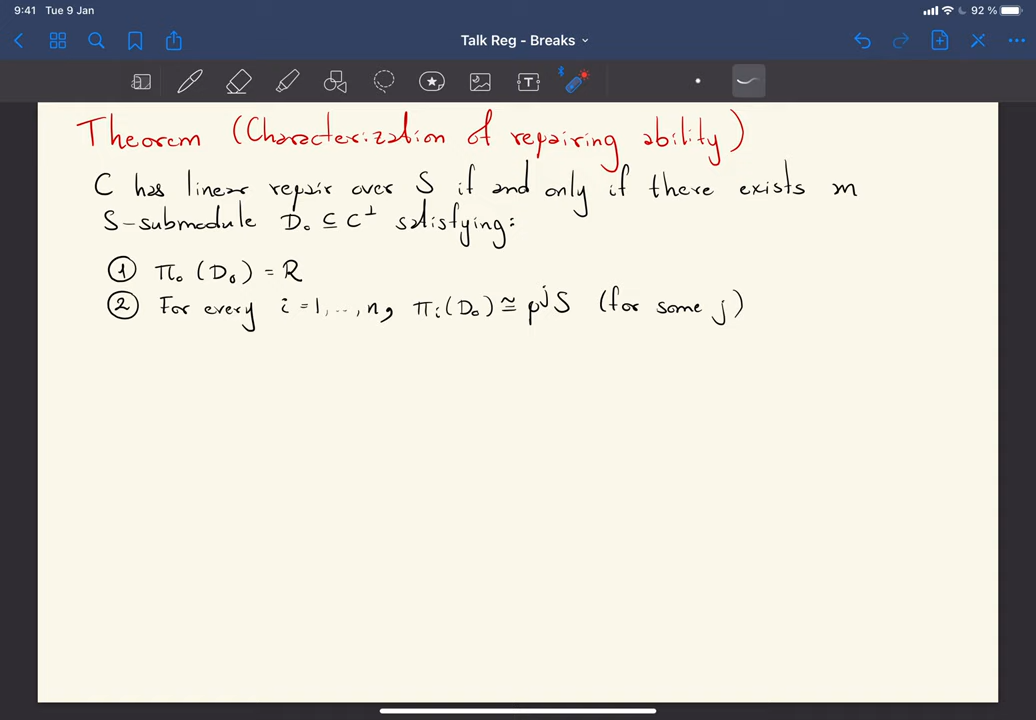 9:41 Tue 9 Jan
92 %
Talk Reg - Breaks
Theorem (Characterization of repairing ability)
C has linear repair over S if and only if there exists m
S-submodule D₀ ⊆ C⊥ satisfying:
① π₀ (D₀) = R
② For every i = 1, ..., n, πᵢ(D₀) ≅ pʲS (for some j)